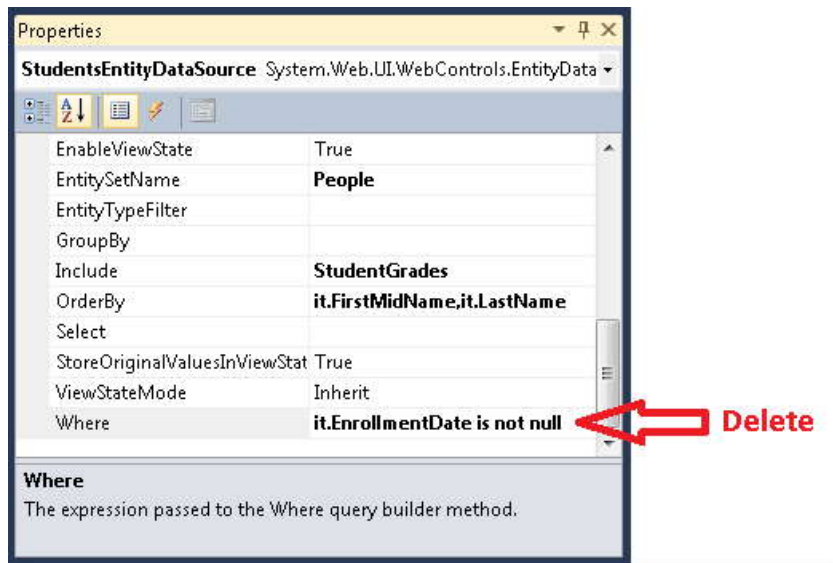 Properties
StudentsEntityDataSource System.Web.UI.WebControls.EntityData
A Z
EnableViewState True
EntitySetName People
EntityTypeFilter
GroupBy
Include StudentGrades
OrderBy it.FirstMidName,it.LastName
Select
StoreOriginalValuesInViewStat True
ViewStateMode Inherit
Where it.EnrollmentDate is not null Delete
Where
The expression passed to the Where query builder method.